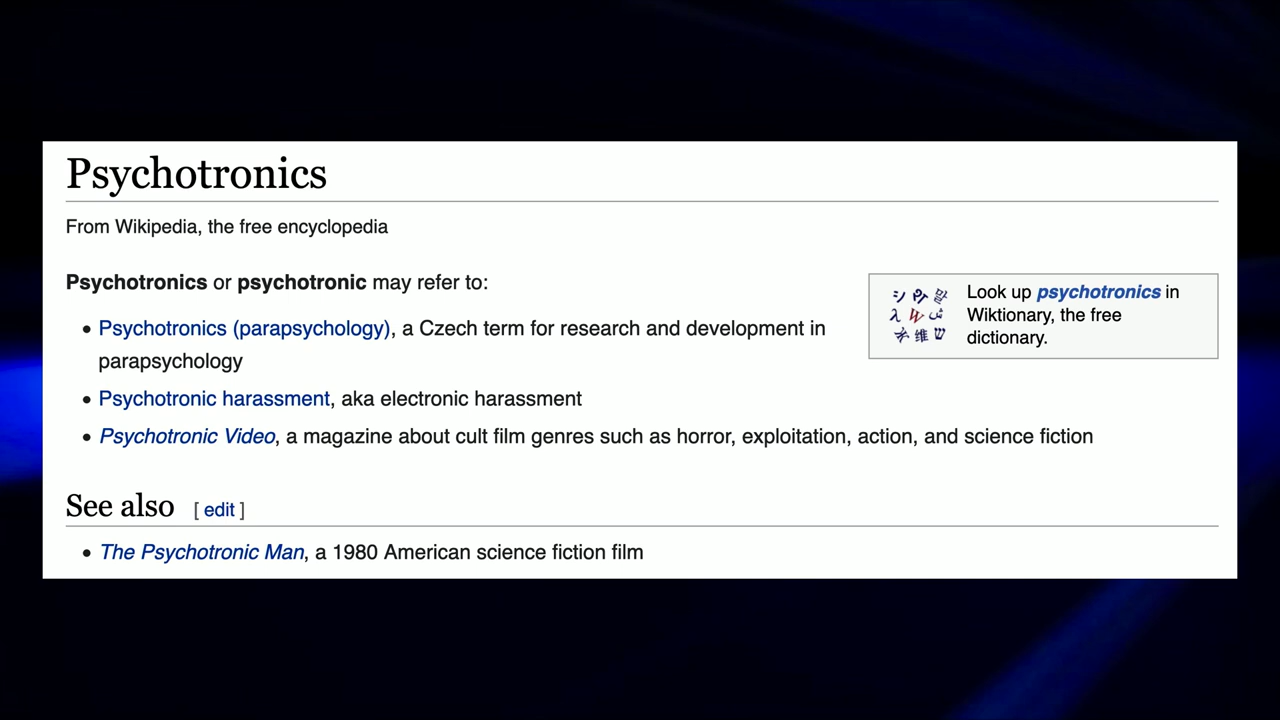 Psychotronics
From Wikipedia, the free encyclopedia
Psychotronics or psychotronic may refer to:
• Psychotronics (parapsychology), a Czech term for research and development in
parapsychology
• Psychotronic harassment, aka electronic harassment
• Psychotronic Video, a magazine about cult film genres such as horror, exploitation, action, and science fiction
Look up psychotronics in
Wiktionary, the free
dictionary.
See also [ edit ]
• The Psychotronic Man, a 1980 American science fiction film